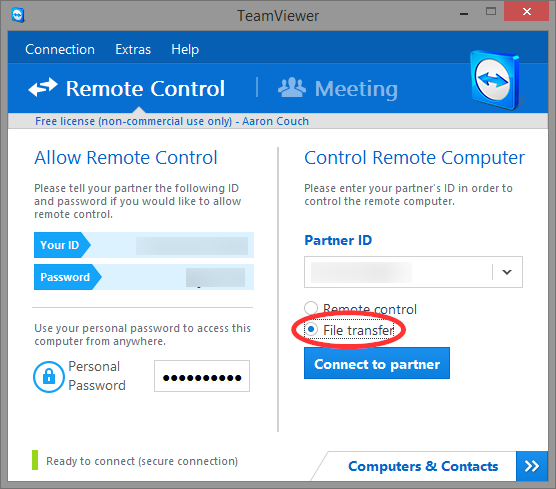 TeamViewer
Connection Extras Help
Remote Control Meeting
Free license (non-commercial use only) - Aaron Couch
Allow Remote Control
Please tell your partner the following ID
and password if you would like to allow
remote control.
Your ID
Password
Use your personal password to access this
computer from anywhere.
Personal
Password
Ready to connect (secure connection)
Control Remote Computer
Please enter your partner's ID in order to
control the remote computer.
Partner ID
Remote control
File transfer
Connect to partner
Computers & Contacts